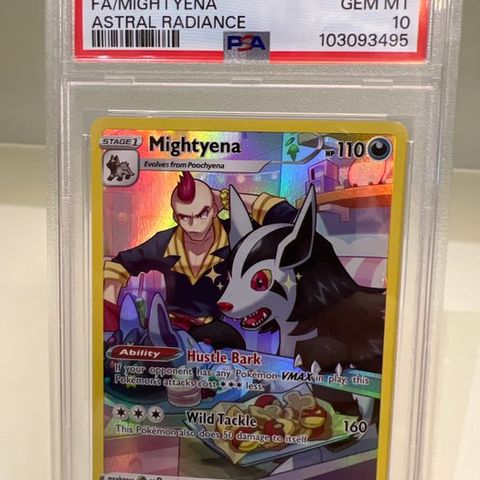 FA/MIGHTYENA GEM MT
ASTRAL RADIANCE PSA 10
103093495
STAGE 1 Mightyena HP 110
Evolves from Poochyena
Ability Hustle Bark
If your opponent has any Pokémon VMAX in play, this
Pokémon's attacks cost less.
Wild Tackle 160
This Pokémon also does 50 damage to itself.
weakness